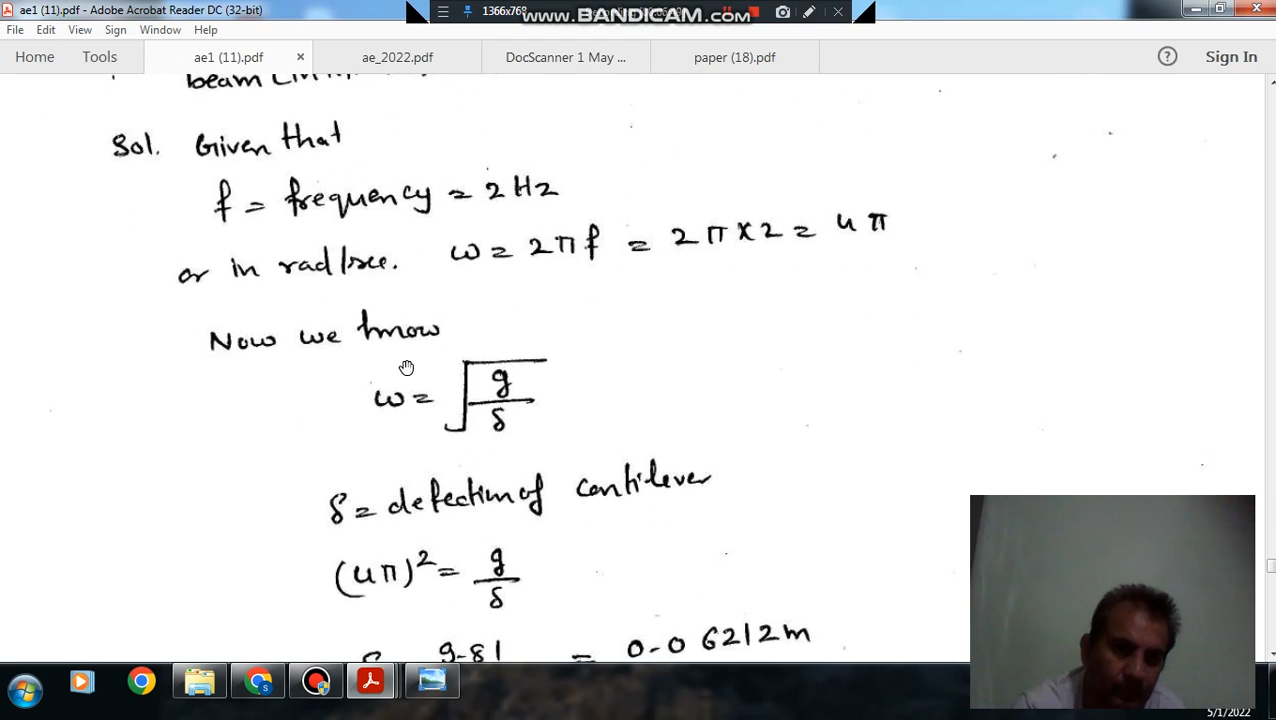 ae1 (11).pdf - Adobe Acrobat Reader DC (32-bit)
1366x768
www.BANDICAM.com
File Edit View Sign Window Help
Home Tools ae1 (11).pdf × ae_2022.pdf DocScanner 1 May ... paper (18).pdf Sign In
beam
Sol. Given that
f = frequency = 2 Hz
or in rad/sec. ω = 2πf = 2π×2 = 4π
Now we know
ω = √(g/δ)
δ = defection of cantilever
(4π)² = g/δ
9.81 = 0.06212m
5/1/2022